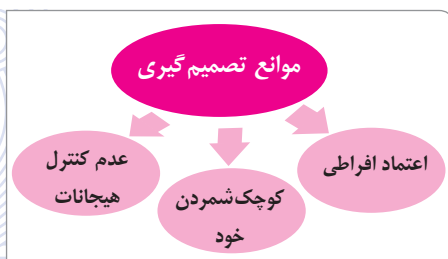 موانع تصمیم‌گیری
اعتماد افراطی
کوچک‌شمردن
خود
عدم کنترل
هیجانات